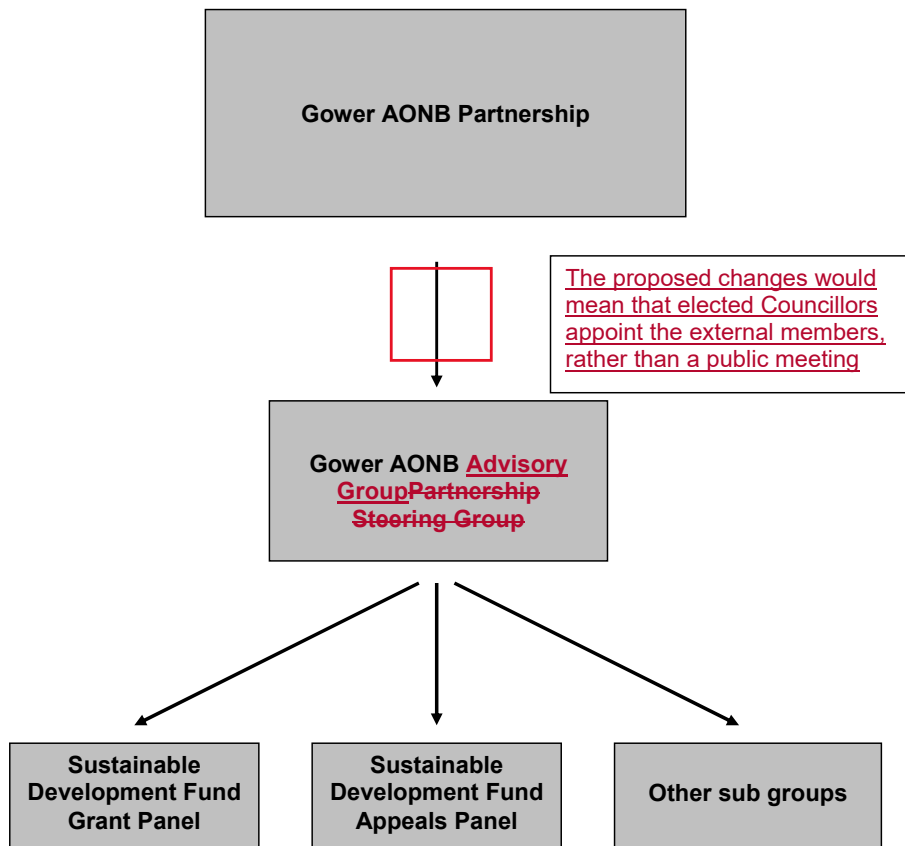 Gower AONB Partnership
The proposed changes would
mean that elected Councillors
appoint the external members,
rather than a public meeting
Gower AONB Advisory
GroupPartnership
Steering Group
Sustainable
Development Fund
Grant Panel
Sustainable
Development Fund
Appeals Panel
Other sub groups